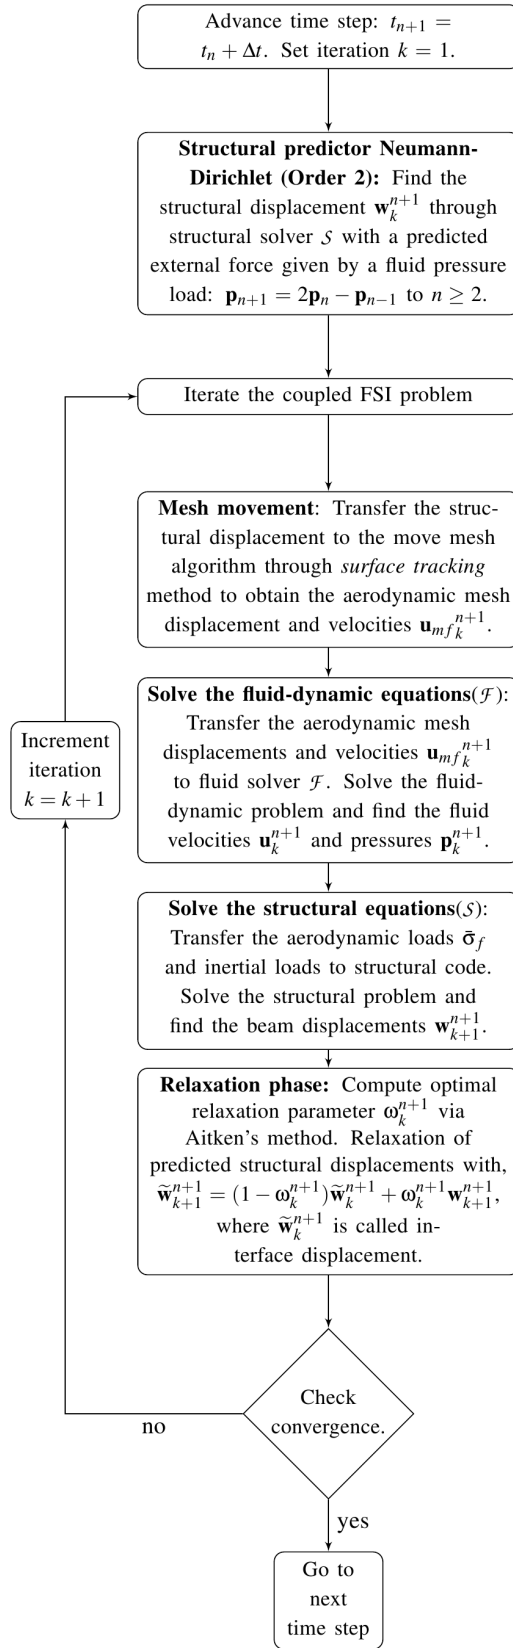 Advance time step: tₙ₊₁ =
tₙ + Δt. Set iteration k = 1.
Structural predictor Neumann-
Dirichlet (Order 2): Find the
structural displacement w_k^{n+1} through
structural solver 𝒮 with a predicted
external force given by a fluid pressure
load: pₙ₊₁ = 2pₙ − pₙ₋₁ to n ≥ 2.
Iterate the coupled FSI problem
Mesh movement: Transfer the struc-
tural displacement to the move mesh
algorithm through surface tracking
method to obtain the aerodynamic mesh
displacement and velocities u_{mf}_k^{n+1}.
Solve the fluid-dynamic equations(ℱ):
Transfer the aerodynamic mesh
displacements and velocities u_{mf}_k^{n+1}
to fluid solver ℱ. Solve the fluid-
dynamic problem and find the fluid
velocities u_k^{n+1} and pressures p_k^{n+1}.
Increment
iteration
k = k + 1
Solve the structural equations(𝒮):
Transfer the aerodynamic loads σ̄_f
and inertial loads to structural code.
Solve the structural problem and
find the beam displacements w_{k+1}^{n+1}.
Relaxation phase: Compute optimal
relaxation parameter ω_k^{n+1} via
Aitken's method. Relaxation of
predicted structural displacements with,
w̃_{k+1}^{n+1} = (1 − ω_k^{n+1})w̃_k^{n+1} + ω_k^{n+1}w_{k+1}^{n+1},
where w̃_k^{n+1} is called in-
terface displacement.
Check
convergence.
no
yes
Go to
next
time step